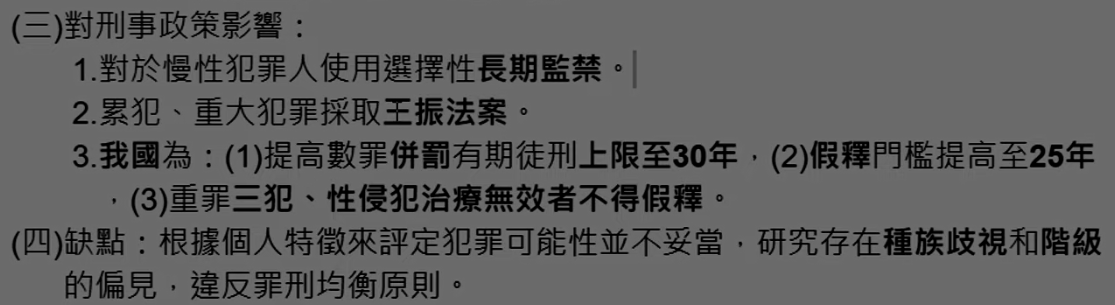 (三)對刑事政策影響：
1.對於慢性犯罪人使用選擇性長期監禁。
2.累犯、重大犯罪採取王振法案。
3.我國為：(1)提高數罪併罰有期徒刑上限至30年，(2)假釋門檻提高至25年
，(3)重罪三犯、性侵犯治療無效者不得假釋。
(四)缺點：根據個人特徵來評定犯罪可能性並不妥當，研究存在種族歧視和階級
的偏見，違反罪刑均衡原則。